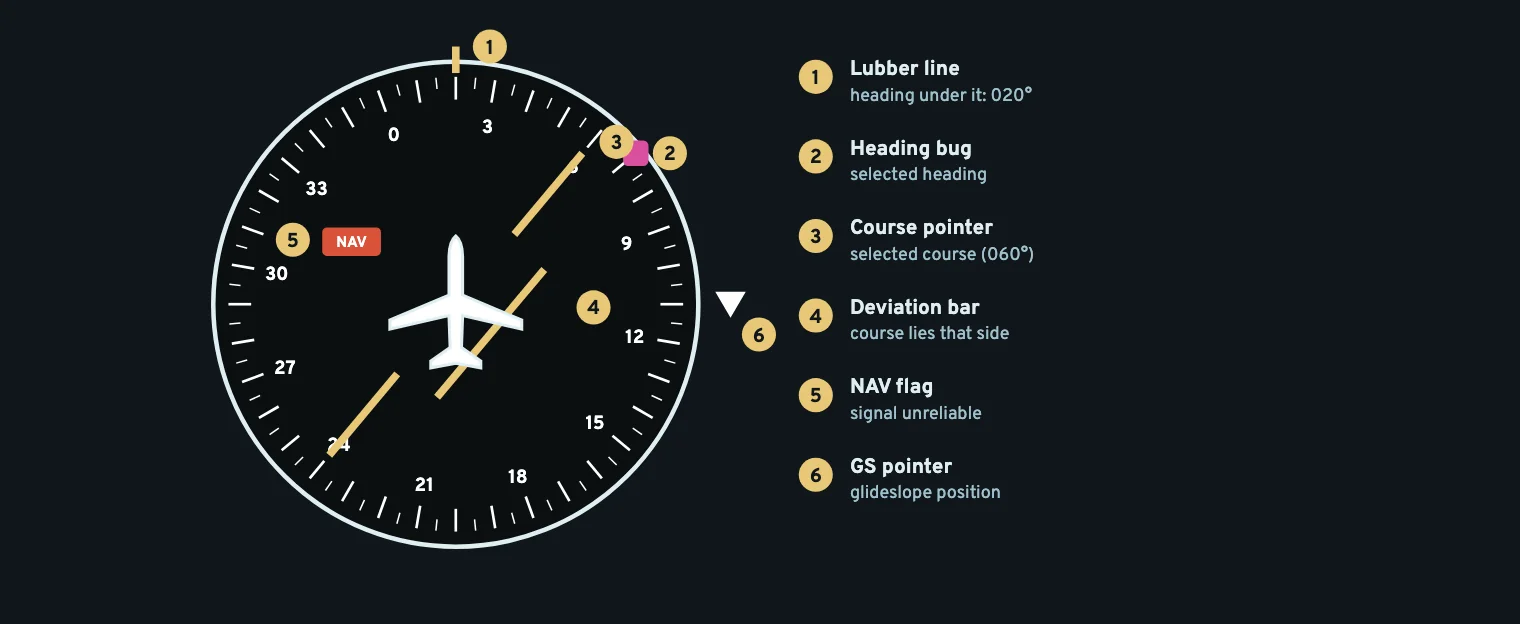 1
3
2
0
3
33
9
5
NAV
30
4
6
12
27
15
24
18
21
1
Lubber line
heading under it: 020°
2
Heading bug
selected heading
3
Course pointer
selected course (060°)
4
Deviation bar
course lies that side
5
NAV flag
signal unreliable
6
GS pointer
glideslope position